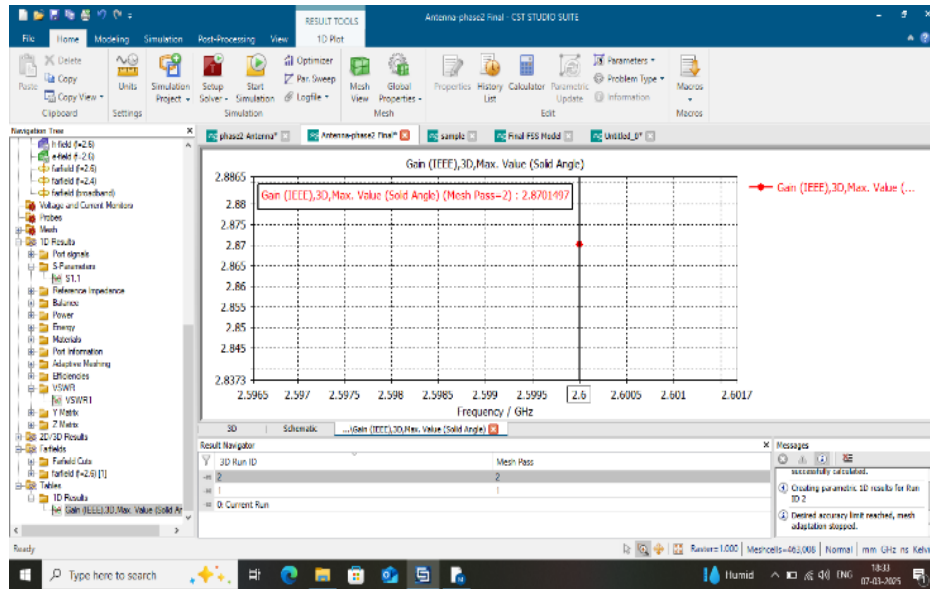 RESULT TOOLS
Antenna-phase2 Final - CST STUDIO SUITE
File Home Modeling Simulation Post-Processing View 1D Plot
Paste
Delete
Copy
Copy View
Clipboard
Units
Settings
Simulation Project
Setup Solver
Start Simulation
Optimizer
Par. Sweep
Logfile
Simulation
Mesh View
Global Properties
Mesh
Properties
History List
Calculator
Parametric Update
Parameters
Problem Type
Information
Edit
Macros
Macros
Navigation Tree
phase2 Antenna*
Antenna-phase2 Final*
sample
Final FSS Model
Untitled_0*
h-field (f=2.6)
e-field (f=2.6)
farfield (f=2.6)
farfield (f=2.4)
farfield (broadband)
Voltage and Current Monitors
Probes
Mesh
1D Results
Port signals
S-Parameters
S1,1
Reference Impedance
Balance
Power
Energy
Materials
Port Information
Adaptive Meshing
Efficiencies
VSWR
VSWR1
Y Matrix
Z Matrix
2D/3D Results
Farfields
Farfield Cuts
farfield (f=2.6) [1]
Tables
1D Results
Gain (IEEE),3D,Max. Value (Solid Ar
Gain (IEEE),3D,Max. Value (Solid Angle)
Gain (IEEE),3D,Max. Value (Solid Angle) (Mesh Pass=2) : 2.8701497
Gain (IEEE),3D,Max. Value (...
2.8865
2.88
2.875
2.87
2.865
2.86
2.855
2.85
2.845
2.8373
2.5965 2.597 2.5975 2.598 2.5985 2.599 2.5995 2.6 2.6005 2.601 2.6017
Frequency / GHz
3D Schematic ...\Gain (IEEE),3D,Max. Value (Solid Angle)
Result Navigator
3D Run ID Mesh Pass
2 2
1 1
0: Current Run
Messages
successfully calculated.
Creating parametric 1D results for Run
ID 2
Desired accuracy limit reached, mesh
adaptation stopped.
Ready
Raster=1.000 Meshcells=463,008 Normal mm GHz ns Kelvi
Type here to search
Humid
ENG
18:33
07-03-2025